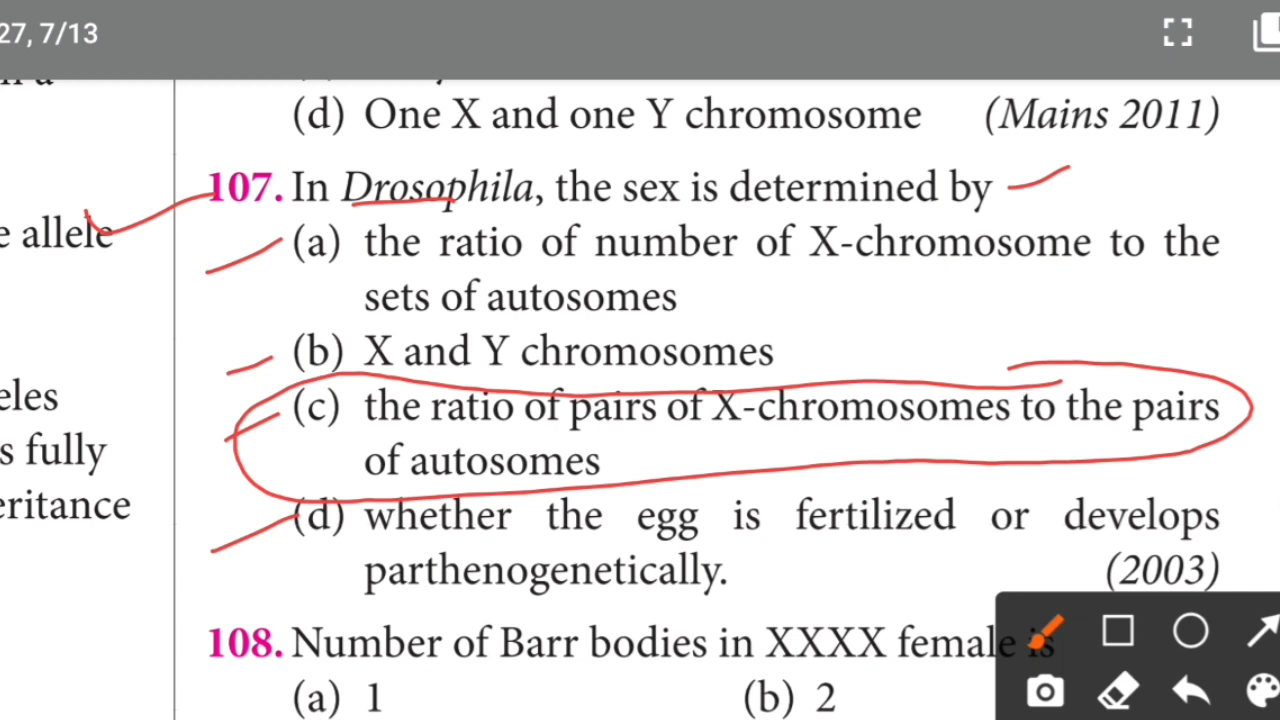 27, 7/13
(d) One X and one Y chromosome (Mains 2011)
107. In Drosophila, the sex is determined by
e allele
(a) the ratio of number of X-chromosome to the
sets of autosomes
(b) X and Y chromosomes
eles
(c) the ratio of pairs of X-chromosomes to the pairs
s fully
of autosomes
eritance
(d) whether the egg is fertilized or develops
parthenogenetically. (2003)
108. Number of Barr bodies in XXXX female is
(a) 1 (b) 2